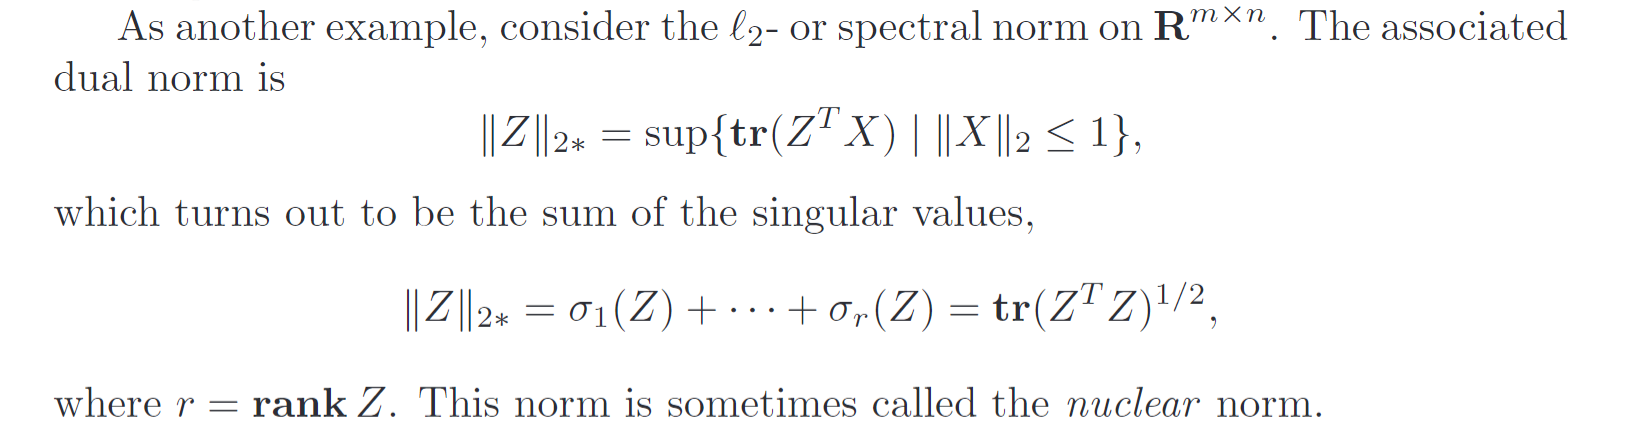 As another example, consider the ℓ₂- or spectral norm on R^{m×n}. The associated
dual norm is
‖Z‖₂∗ = sup{tr(Z^T X) | ‖X‖₂ ≤ 1},
which turns out to be the sum of the singular values,
‖Z‖₂∗ = σ₁(Z) + · · · + σᵣ(Z) = tr(Z^T Z)^{1/2},
where r = rank Z. This norm is sometimes called the nuclear norm.